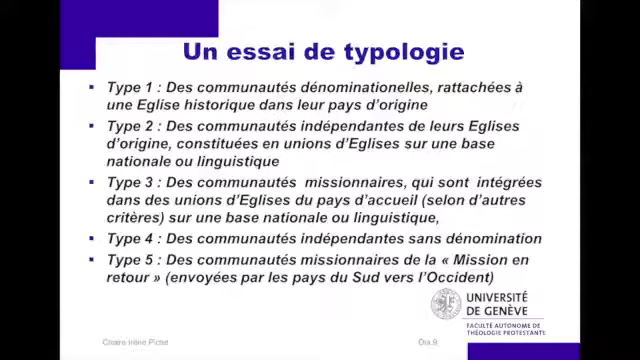 Un essai de typologie
▪ Type 1 : Des communautés dénominationelles, rattachées à
une Eglise historique dans leur pays d'origine
▪ Type 2 : Des communautés indépendantes de leurs Eglises
d'origine, constituées en unions d'Eglises sur une base
nationale ou linguistique
▪ Type 3 : Des communautés missionnaires, qui sont intégrées
dans des unions d'Eglises du pays d'accueil (selon d'autres
critères) sur une base nationale ou linguistique,
▪ Type 4 : Des communautés indépendantes sans dénomination
▪ Type 5 : Des communautés missionnaires de la « Mission en
retour » (envoyées par les pays du Sud vers l'Occident)
UNIVERSITÉ
DE GENÈVE
FACULTÉ AUTONOME DE
THÉOLOGIE PROTESTANTE
Chaire Irène Pictet
Dia 9